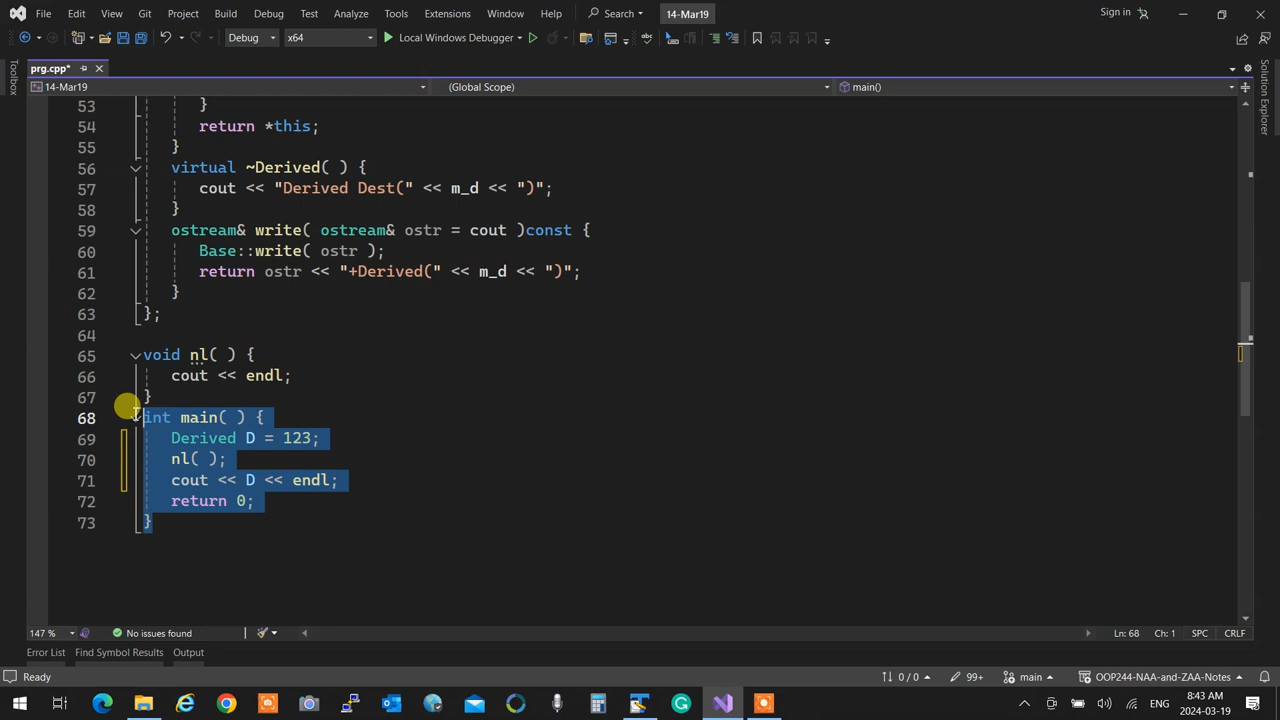 File Edit View Git Project Build Debug Test Analyze Tools Extensions Window Help Search 14-Mar19 Sign in
Debug x64 Local Windows Debugger
prg.cpp*
14-Mar19 (Global Scope) main()
Toolbox
Solution Explorer
53 }
54 return *this;
55 }
56 virtual ~Derived( ) {
57 cout << "Derived Dest(" << m_d << ")";
58 }
59 ostream& write( ostream& ostr = cout )const {
60 Base::write( ostr );
61 return ostr << "+Derived(" << m_d << ")";
62 }
63 };
64
65 void nl( ) {
66 cout << endl;
67 }
68 int main( ) {
69 Derived D = 123;
70 nl( );
71 cout << D << endl;
72 return 0;
73 }
147 % No issues found Ln: 68 Ch: 1 SPC CRLF
Error List Find Symbol Results Output
Ready 0 / 0 99+ main OOP244-NAA-and-ZAA-Notes
ENG 8:43 AM
2024-03-19